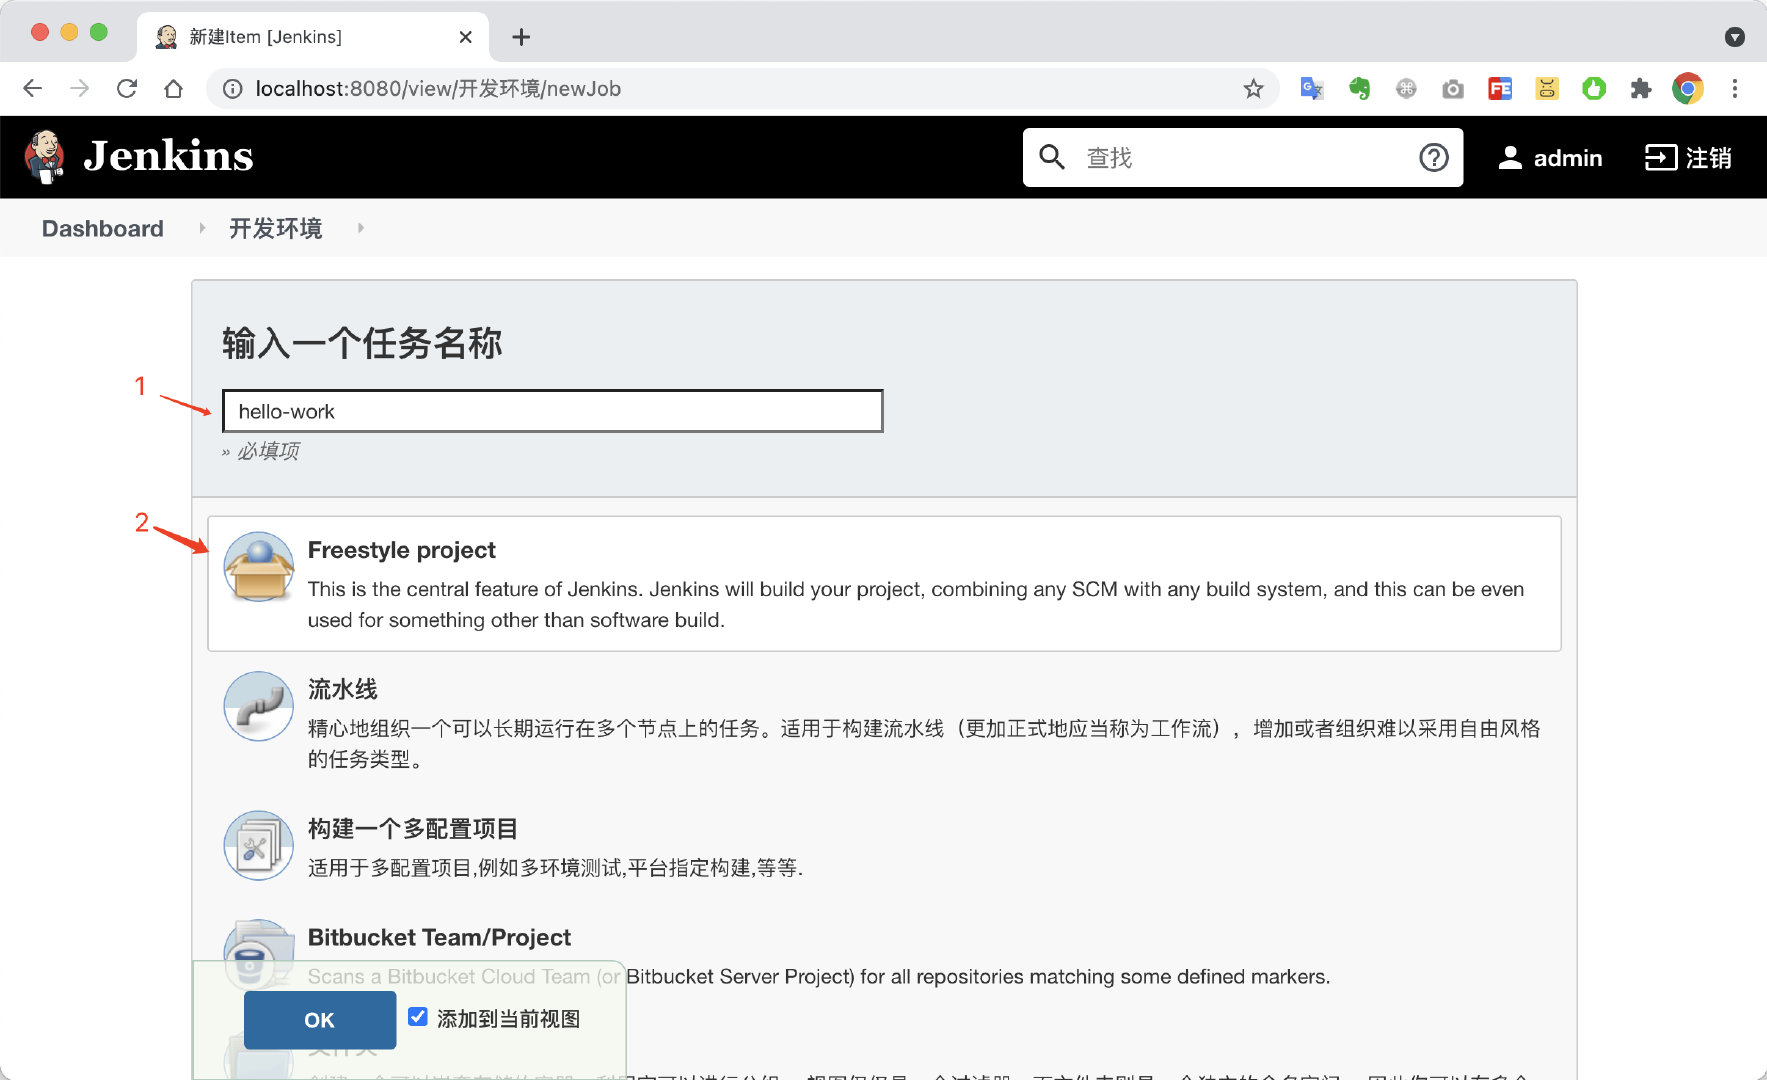 新建Item [Jenkins]
localhost:8080/view/开发环境/newJob
Jenkins
查找
admin
注销
Dashboard
开发环境
输入一个任务名称
1
hello-work
» 必填项
2
Freestyle project
This is the central feature of Jenkins. Jenkins will build your project, combining any SCM with any build system, and this can be even
used for something other than software build.
流水线
精心地组织一个可以长期运行在多个节点上的任务。适用于构建流水线（更加正式地应当称为工作流），增加或者组织难以采用自由风格
的任务类型。
构建一个多配置项目
适用于多配置项目,例如多环境测试,平台指定构建,等等.
Bitbucket Team/Project
Scans a Bitbucket Cloud Team (or Bitbucket Server Project) for all repositories matching some defined markers.
OK
添加到当前视图